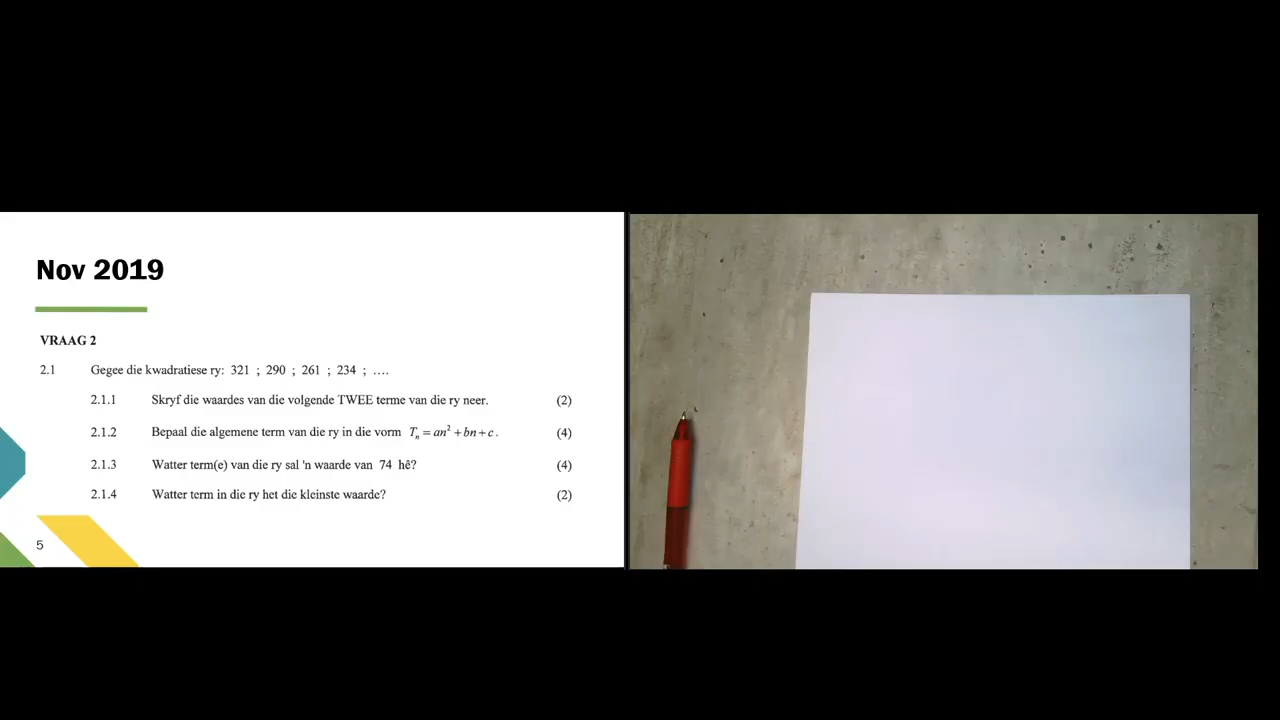 Nov 2019
VRAAG 2
2.1 Gegee die kwadratiese ry: 321 ; 290 ; 261 ; 234 ; ....
2.1.1 Skryf die waardes van die volgende TWEE terme van die ry neer. (2)
2.1.2 Bepaal die algemene term van die ry in die vorm Tₙ = an² + bn + c . (4)
2.1.3 Watter term(e) van die ry sal 'n waarde van 74 hê? (4)
2.1.4 Watter term in die ry het die kleinste waarde? (2)
5